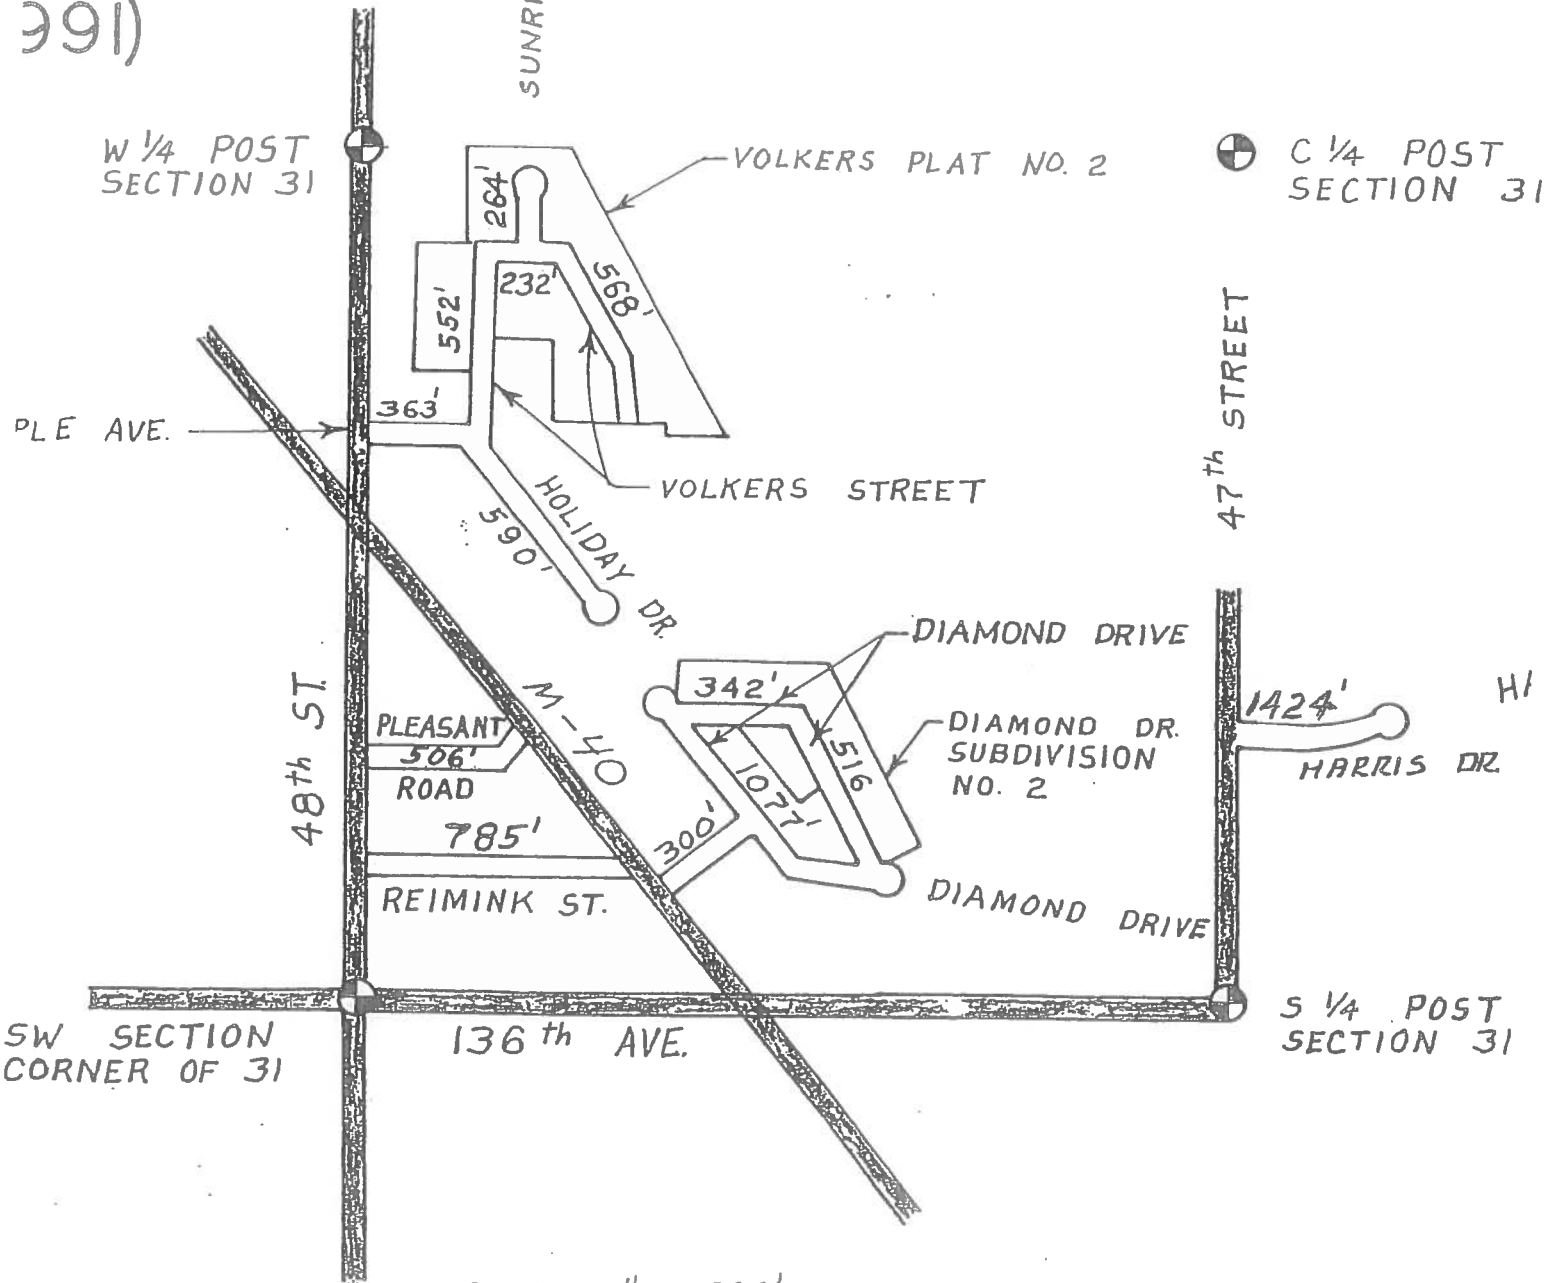 991)
SUNRI
W 1/4 POST
SECTION 31
VOLKERS PLAT NO. 2
C 1/4 POST
SECTION 31
264'
232'
568'
552'
363'
PLE AVE.
VOLKERS STREET
47th STREET
HOLIDAY DR.
590'
DIAMOND DRIVE
342'
516
1077'
DIAMOND DR.
SUBDIVISION
NO. 2
1424'
HARRIS DR.
HI
48th ST.
M-40
PLEASANT
506'
ROAD
785'
REIMINK ST.
300'
DIAMOND DRIVE
SW SECTION
CORNER OF 31
136th AVE.
S 1/4 POST
SECTION 31